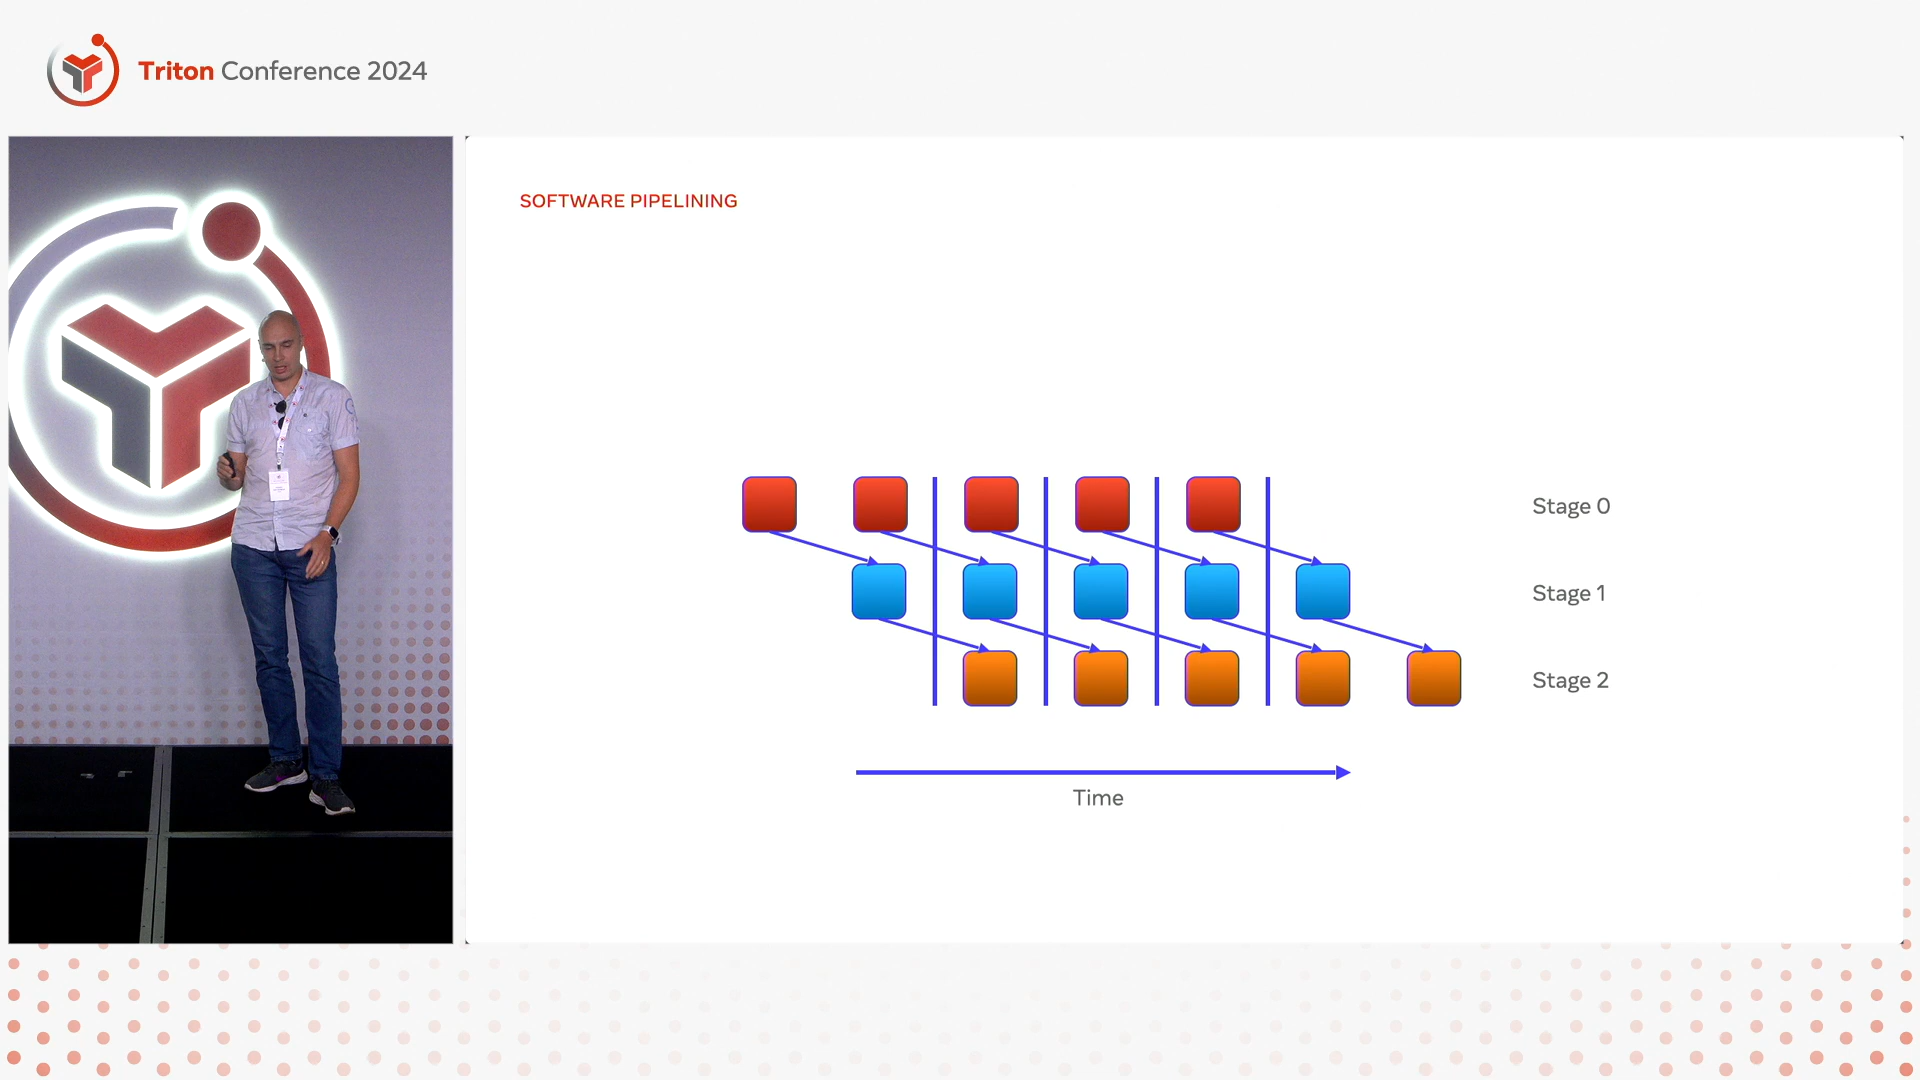 Triton Conference 2024
SOFTWARE PIPELINING
Stage 0
Stage 1
Stage 2
Time